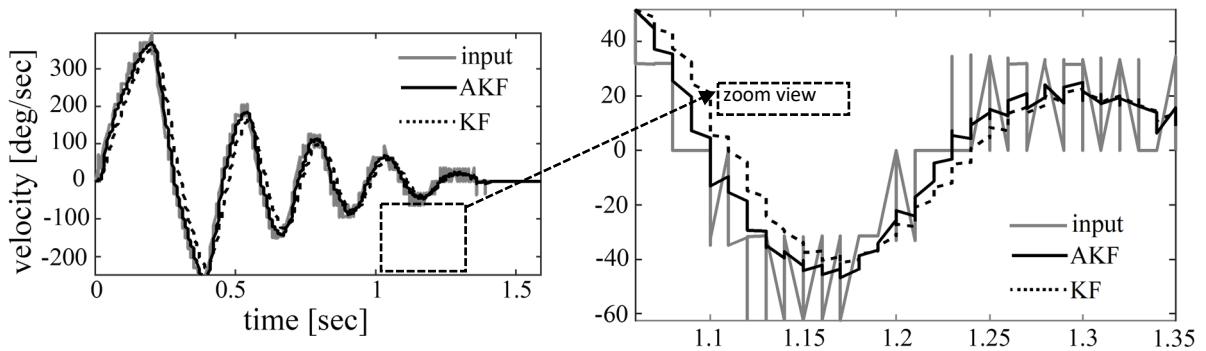 300
200
100
0
-100
-200
velocity [deg/sec]
input
AKF
KF
0
0.5
1
1.5
time [sec]
40
20
0
-20
-40
-60
zoom view
input
AKF
KF
1.1
1.15
1.2
1.25
1.3
1.35